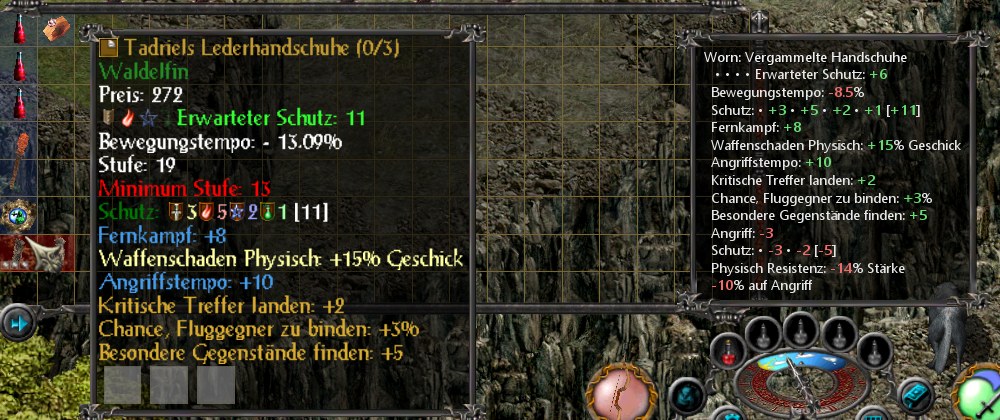 Tadriels Lederhandschuhe (0/3)
Waldelfin
Preis: 272
Erwarteter Schutz: 11
Bewegungstempo: - 13.09%
Stufe: 19
Minimum Stufe: 13
Schutz: 3 5 2 1 [11]
Fernkampf: +8
Waffenschaden Physisch: +15% Geschick
Angriffstempo: +10
Kritische Treffer landen: +2
Chance, Fluggegner zu binden: +3%
Besondere Gegenstände finden: +5
Worn: Vergammelte Handschuhe
• • • • Erwarteter Schutz: +6
Bewegungstempo: -8.5%
Schutz: • +3 • +5 • +2 • +1 [+11]
Fernkampf: +8
Waffenschaden Physisch: +15% Geschick
Angriffstempo: +10
Kritische Treffer landen: +2
Chance, Fluggegner zu binden: +3%
Besondere Gegenstände finden: +5
Angriff: -3
Schutz: • -3 • -2 [-5]
Physisch Resistenz: -14% Stärke
-10% auf Angriff